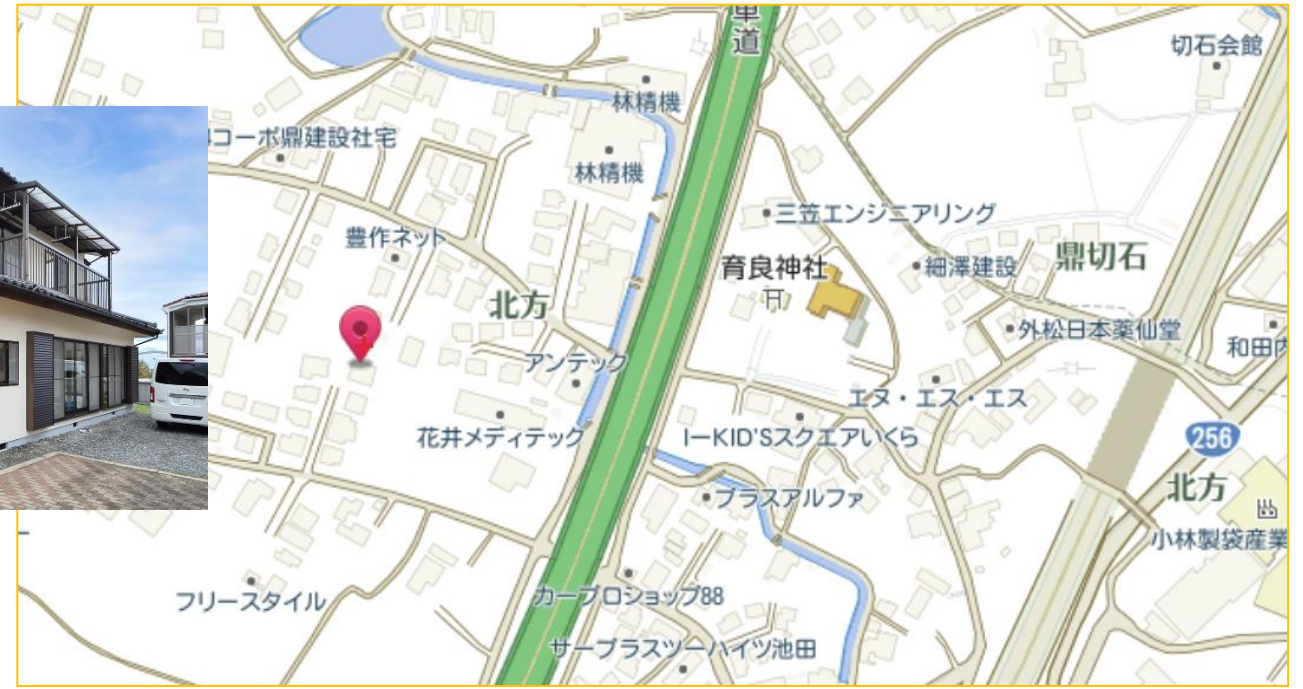 車道
切石会館
林精機
コーポ鼎建設社宅
林精機
三笠エンジニアリング
豊作ネット
育良神社
細澤建設
鼎切石
北方
外松日本薬仙堂
和田内
アンテック
エヌ・エス・エス
花井メディテック
I-KID'Sスクエアいくら
256
プラスアルファ
北方
小林製袋産業
フリースタイル
カープロショップ88
サープラスツーハイツ池田